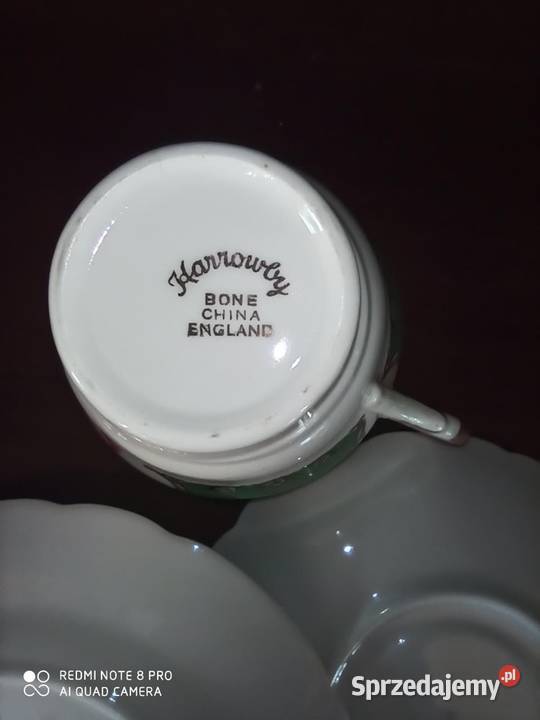 Harrowby
BONE
CHINA
ENGLAND
REDMI NOTE 8 PRO
AI QUAD CAMERA
Sprzedajemy.pl